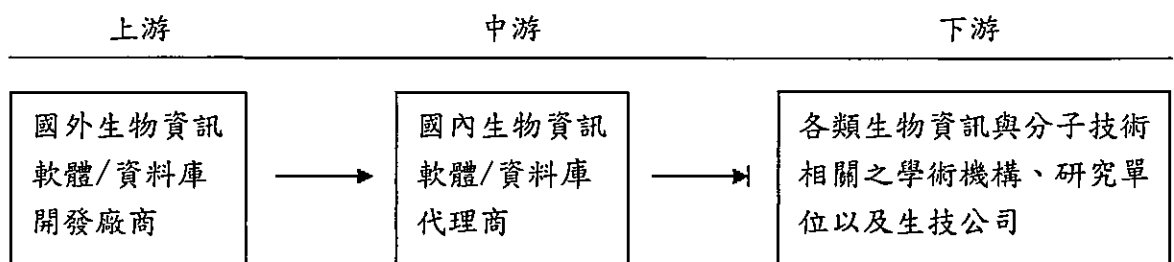 上游
中游
下游
國外生物資訊
軟體/資料庫
開發廠商
國內生物資訊
軟體/資料庫
代理商
各類生物資訊與分子技術
相關之學術機構、研究單
位以及生技公司